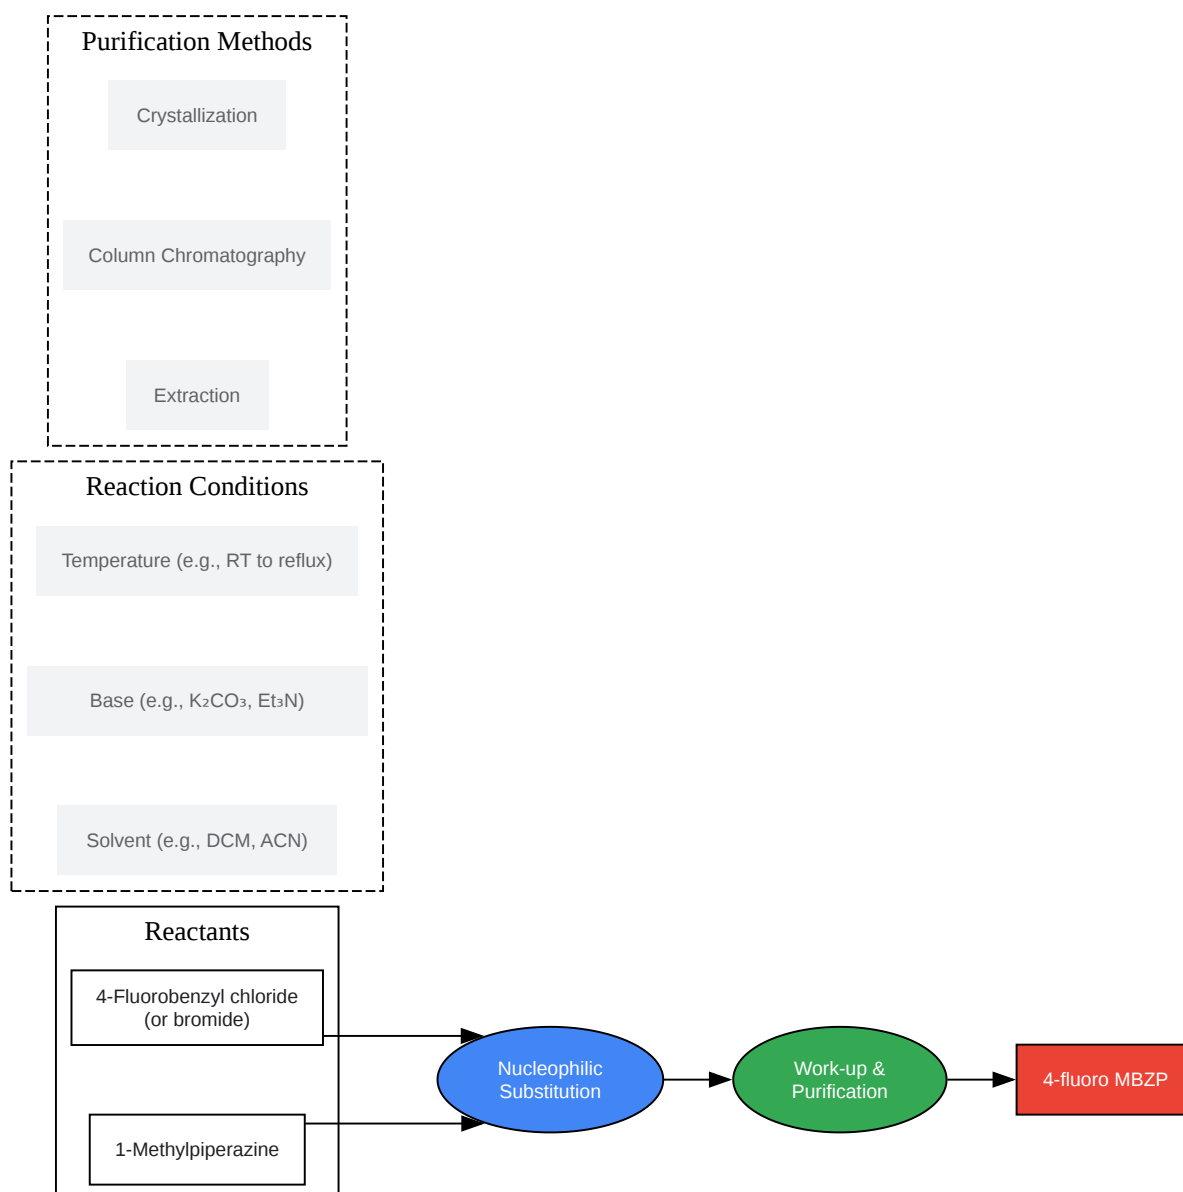 Purification Methods
Crystallization
Column Chromatography
Extraction
Reaction Conditions
Temperature (e.g., RT to reflux)
Base (e.g., K₂CO₃, Et₃N)
Solvent (e.g., DCM, ACN)
Reactants
4-Fluorobenzyl chloride
(or bromide)
1-Methylpiperazine
Nucleophilic
Substitution
Work-up &
Purification
4-fluoro MBZP